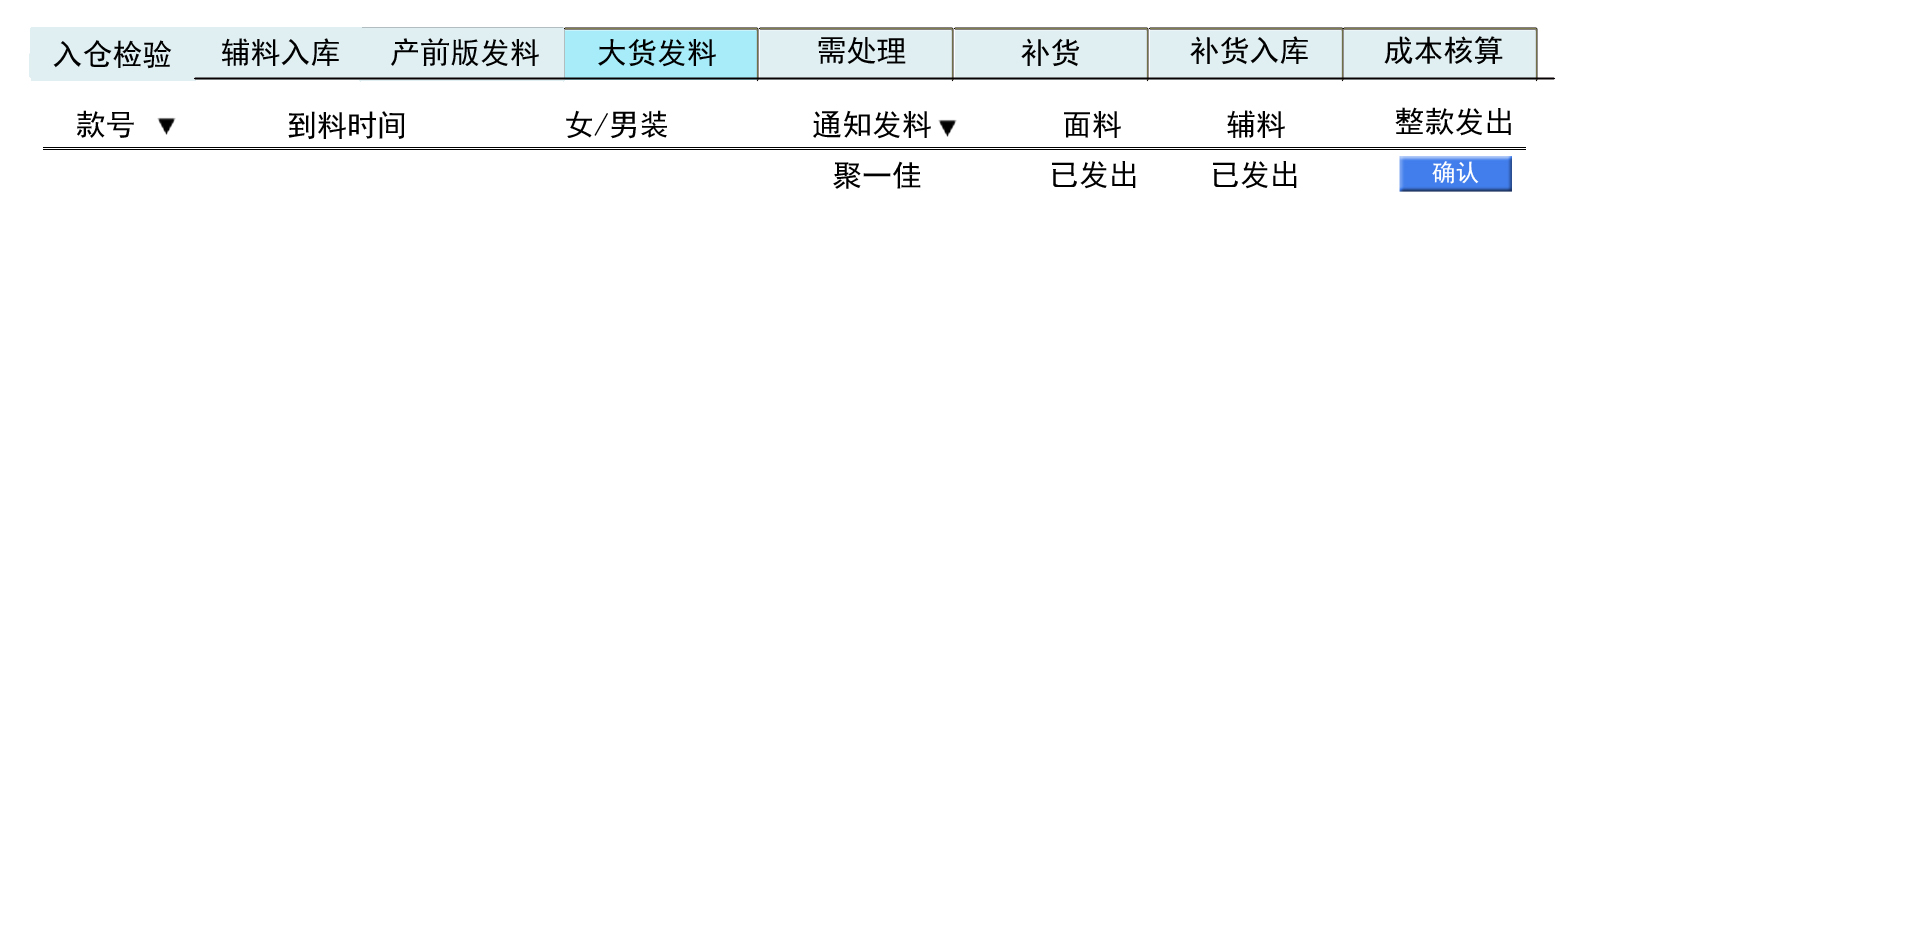 入仓检验 辅料入库 产前版发料 大货发料 需处理 补货 补货入库 成本核算
款号 ▼ 到料时间 女/男装 通知发料▼ 面料 辅料 整款发出
聚一佳 已发出 已发出 确认